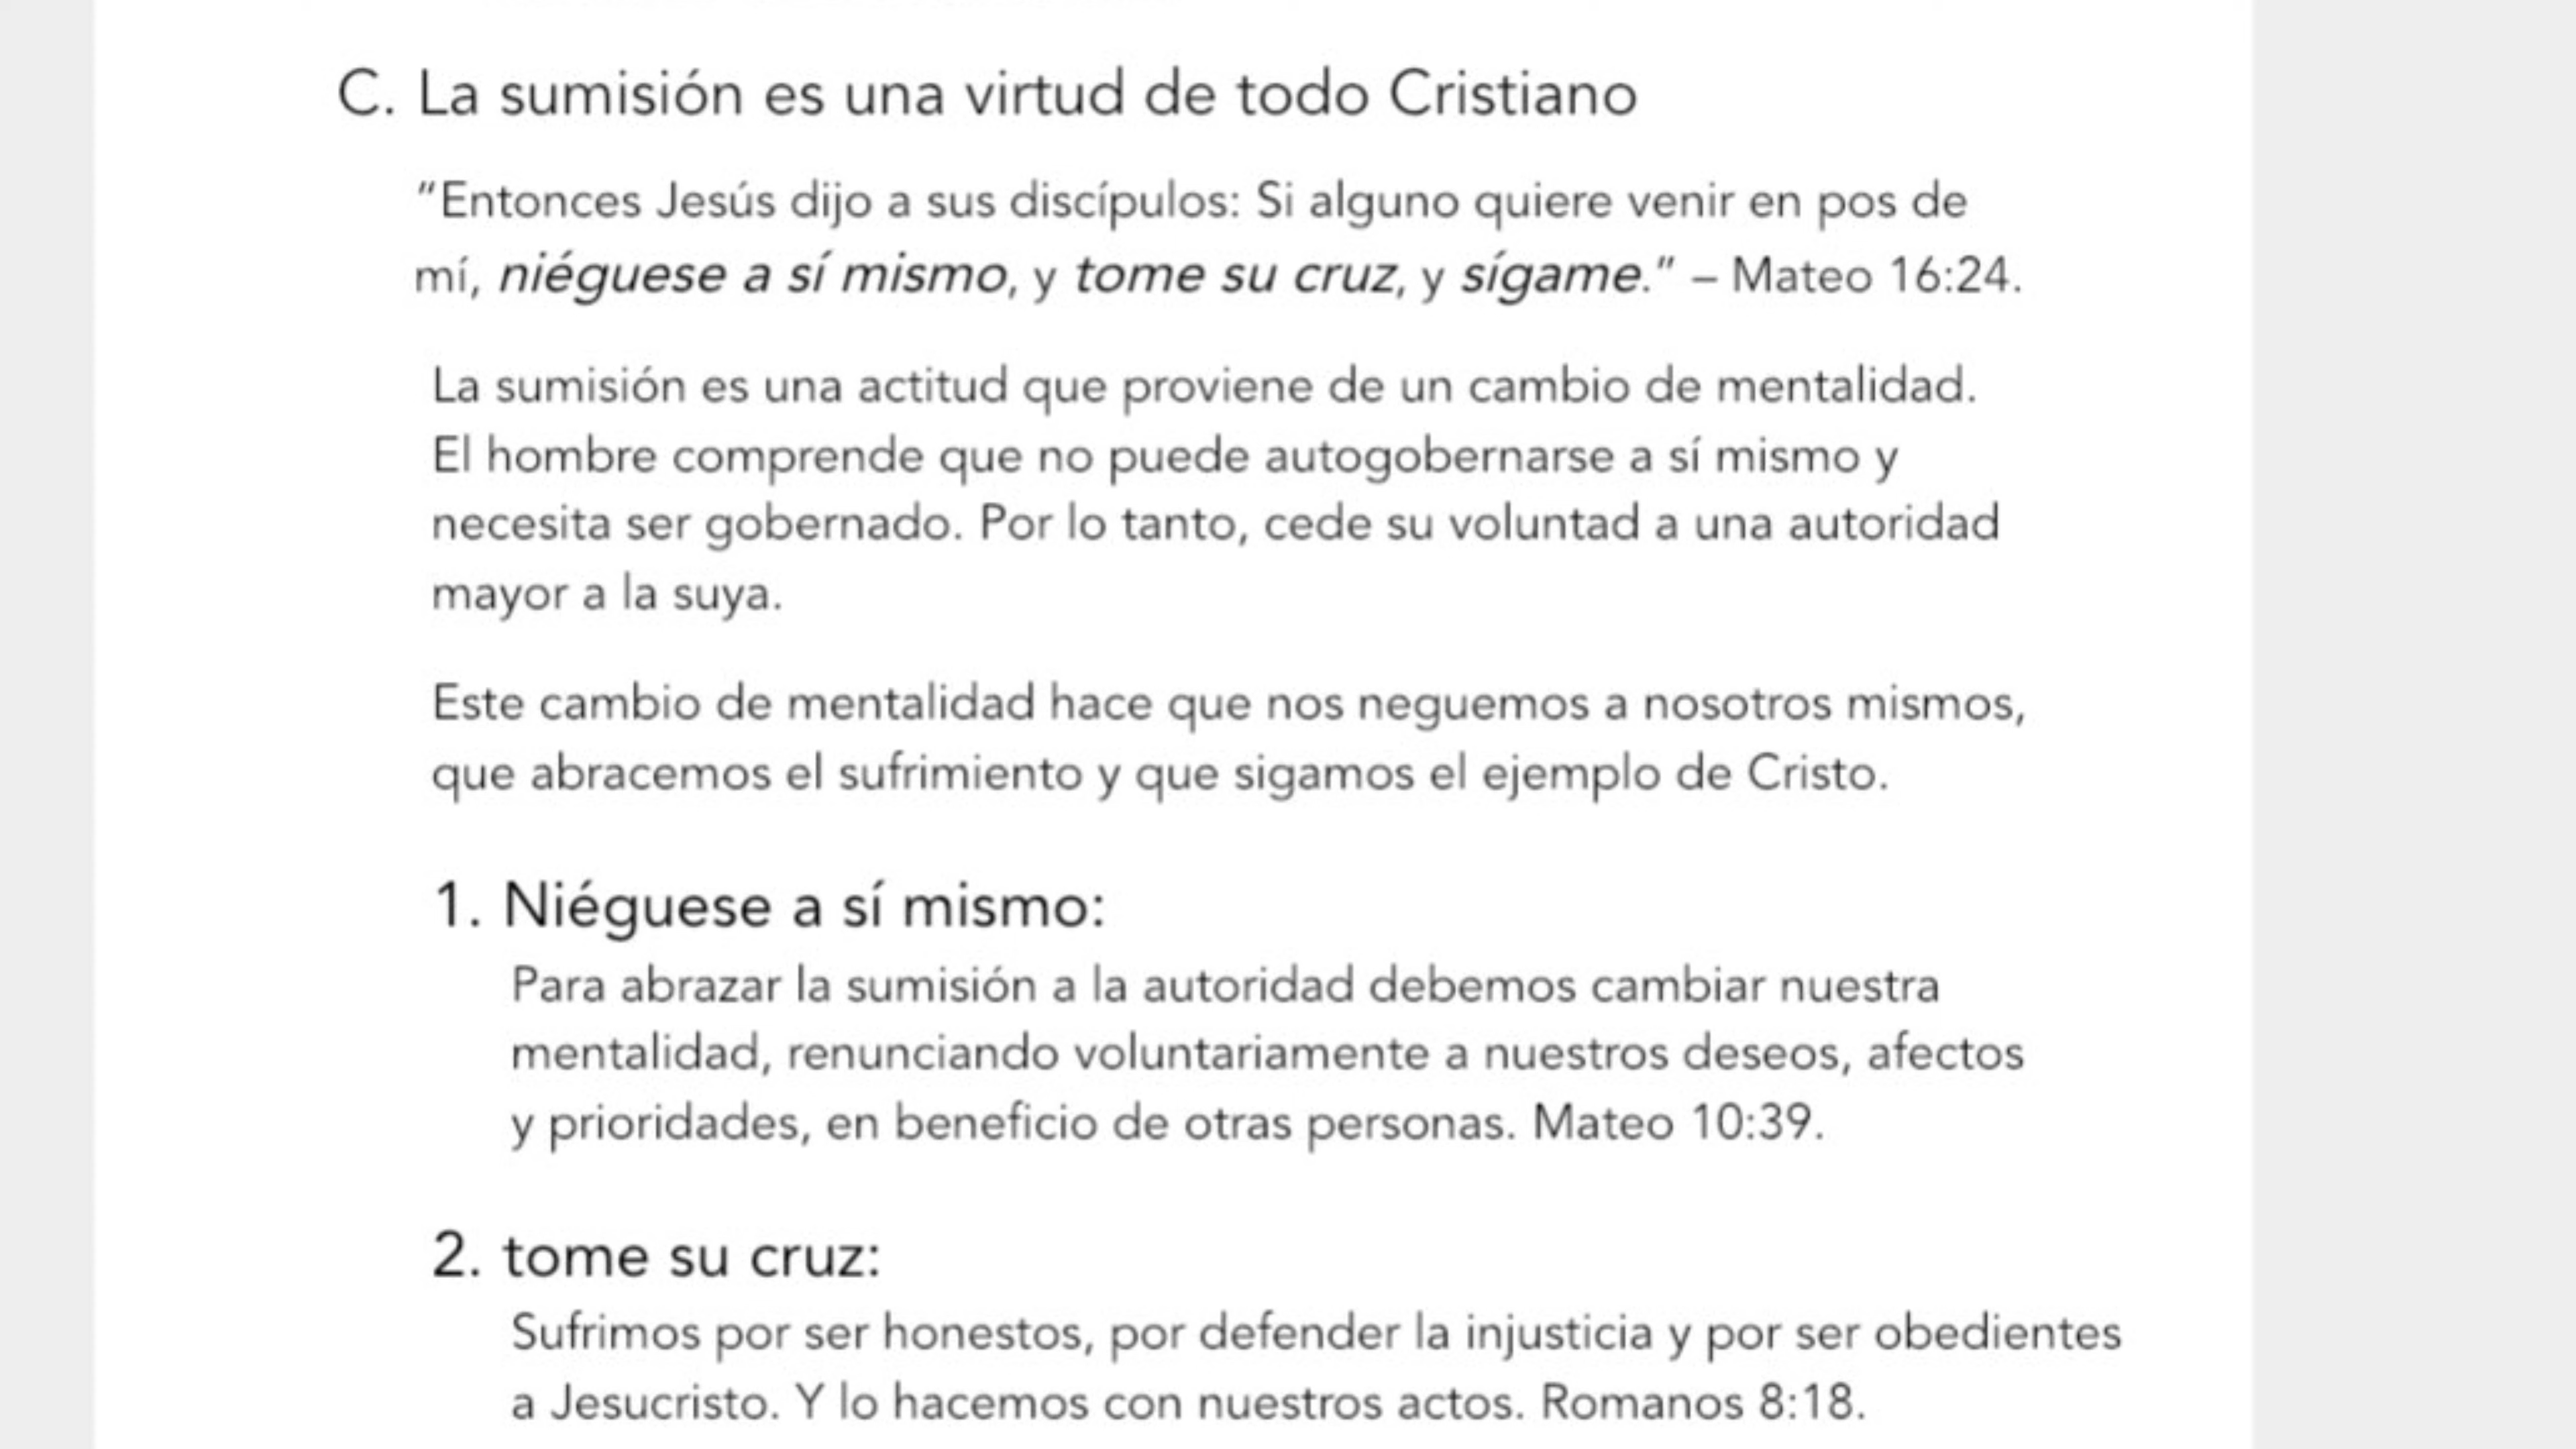 C. La sumisión es una virtud de todo Cristiano
"Entonces Jesús dijo a sus discípulos: Si alguno quiere venir en pos de
mí, niéguese a sí mismo, y tome su cruz, y sígame." – Mateo 16:24.
La sumisión es una actitud que proviene de un cambio de mentalidad.
El hombre comprende que no puede autogobernarse a sí mismo y
necesita ser gobernado. Por lo tanto, cede su voluntad a una autoridad
mayor a la suya.
Este cambio de mentalidad hace que nos neguemos a nosotros mismos,
que abracemos el sufrimiento y que sigamos el ejemplo de Cristo.
1. Niéguese a sí mismo:
Para abrazar la sumisión a la autoridad debemos cambiar nuestra
mentalidad, renunciando voluntariamente a nuestros deseos, afectos
y prioridades, en beneficio de otras personas. Mateo 10:39.
2. tome su cruz:
Sufrimos por ser honestos, por defender la injusticia y por ser obedientes
a Jesucristo. Y lo hacemos con nuestros actos. Romanos 8:18.